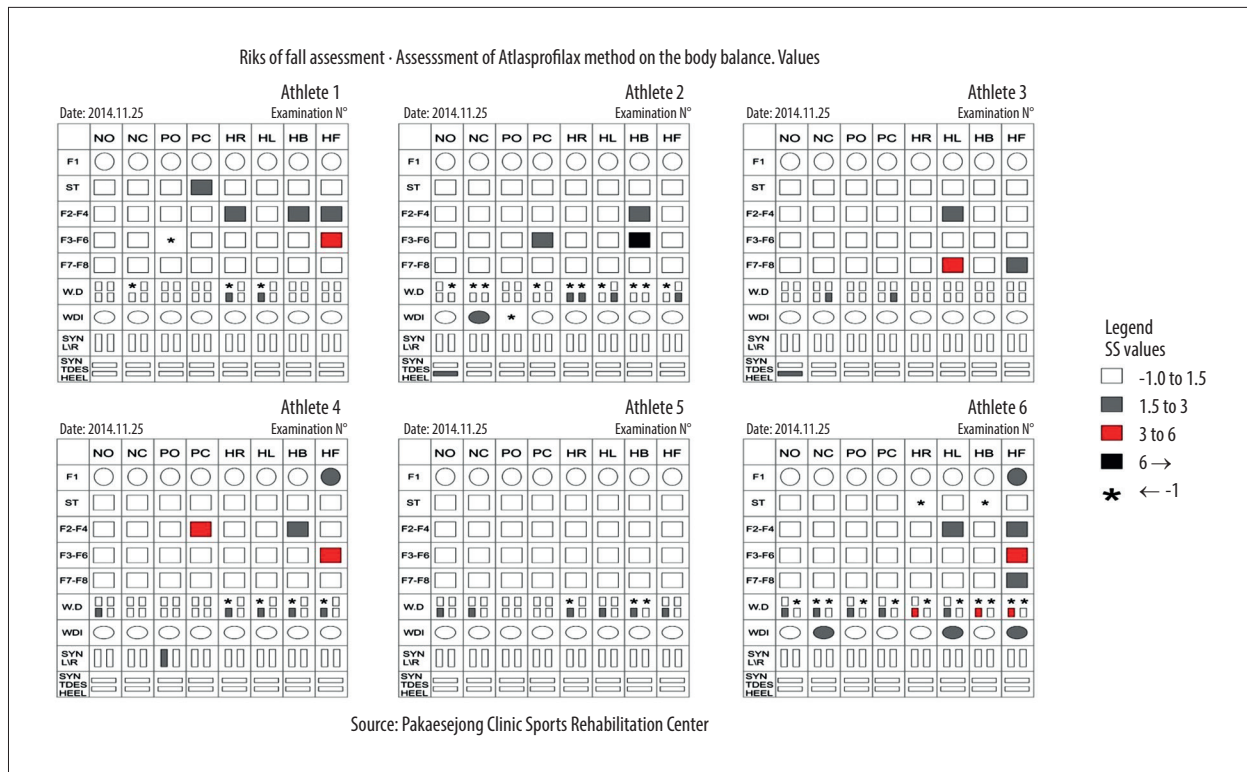 Riks of fall assessment · Assesssment of Atlasprofilax method on the body balance. Values
Athlete 1
Date: 2014.11.25 Examination N°
NO NC PO PC HR HL HB HF
F1
ST
F2-F4
F3-F6 *
F7-F8
W.D * * *
WDI
SYN
L\R
SYN
TDES
HEEL
Athlete 2
Date: 2014.11.25 Examination N°
NO NC PO PC HR HL HB HF
F1
ST
F2-F4
F3-F6
F7-F8
W.D * * * * * * * * * *
WDI *
SYN
L\R
SYN
TDES
HEEL
Athlete 3
Date: 2014.11.25 Examination N°
NO NC PO PC HR HL HB HF
F1
ST
F2-F4
F3-F6
F7-F8
W.D
WDI
SYN
L\R
SYN
TDES
HEEL
Athlete 4
Date: 2014.11.25 Examination N°
NO NC PO PC HR HL HB HF
F1
ST
F2-F4
F3-F6
F7-F8
W.D * * * *
WDI
SYN
L\R
SYN
TDES
HEEL
Athlete 5
Date: 2014.11.25 Examination N°
NO NC PO PC HR HL HB HF
F1
ST
F2-F4
F3-F6
F7-F8
W.D * * *
WDI
SYN
L\R
SYN
TDES
HEEL
Athlete 6
Date: 2014.11.25 Examination N°
NO NC PO PC HR HL HB HF
F1
ST * *
F2-F4
F3-F6
F7-F8
W.D * * * * * * * * * * *
WDI
SYN
L\R
SYN
TDES
HEEL
Legend
SS values
-1.0 to 1.5
1.5 to 3
3 to 6
6 →
* ← -1
Source: Pakaesejong Clinic Sports Rehabilitation Center